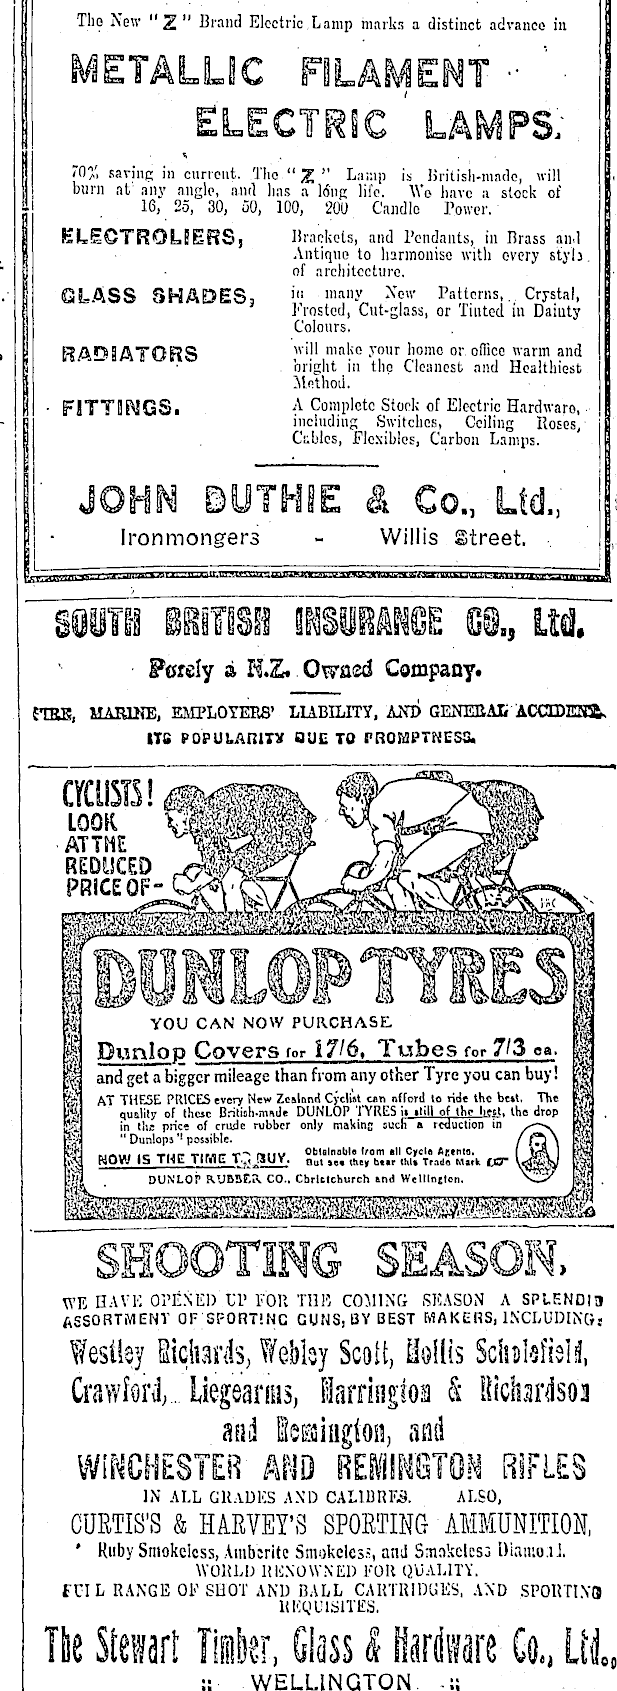 The New "Z" Brand Electric Lamp marks a distinct advance in
METALLIC FILAMENT
ELECTRIC LAMPS.
70% saving in current. The "Z" Lamp is British-made, will
burn at any angle, and has a long life. We have a stock of
16, 25, 30, 50, 100, 200 Candle Power.
ELECTROLIERS, Brackets, and Pendants, in Brass and
Antique to harmonise with every style
of architecture.
GLASS SHADES, in many New Patterns, Crystal,
Frosted, Cut-glass, or Tinted in Dainty
Colours.
RADIATORS will make your home or office warm and
bright in the Cleanest and Healthiest
Method.
FITTINGS. A Complete Stock of Electric Hardware,
including Switches, Ceiling Roses,
Cables, Flexibles, Carbon Lamps.
JOHN DUTHIE & Co., Ltd.,
Ironmongers - Willis Street.
SOUTH BRITISH INSURANCE CO., Ltd.
Purely a N.Z. Owned Company.
FIRE, MARINE, EMPLOYERS' LIABILITY, AND GENERAL ACCIDENT.
ITS POPULARITY DUE TO PROMPTNESS.
CYCLISTS!
LOOK
AT THE
REDUCED
PRICE OF-
DUNLOP TYRES
YOU CAN NOW PURCHASE
Dunlop Covers for 17/6, Tubes for 7/3 ea.
and get a bigger mileage than from any other Tyre you can buy!
AT THESE PRICES every New Zealand Cyclist can afford to ride the best. The
quality of these British-made DUNLOP TYRES is still of the best, the drop
in the price of crude rubber only making such a reduction in
"Dunlops" possible.
NOW IS THE TIME TO BUY. Obtainable from all Cycle Agents.
But see they bear this Trade Mark
DUNLOP RUBBER CO., Christchurch and Wellington.
SHOOTING SEASON,
WE HAVE OPENED UP FOR THE COMING SEASON A SPLENDID
ASSORTMENT OF SPORTING GUNS, BY BEST MAKERS, INCLUDING:
Westley Richards, Webley Scott, Hollis Scholefield,
Crawford, Liegearms, Harrington & Richardson
and Remington, and
WINCHESTER AND REMINGTON RIFLES
IN ALL GRADES AND CALIBRES. ALSO,
CURTIS'S & HARVEY'S SPORTING AMMUNITION,
Ruby Smokeless, Amberite Smokeless, and Smokeless Diamond.
WORLD RENOWNED FOR QUALITY.
FULL RANGE OF SHOT AND BALL CARTRIDGES, AND SPORTING
REQUISITES.
The Stewart Timber, Glass & Hardware Co., Ltd.,
:: WELLINGTON. ::